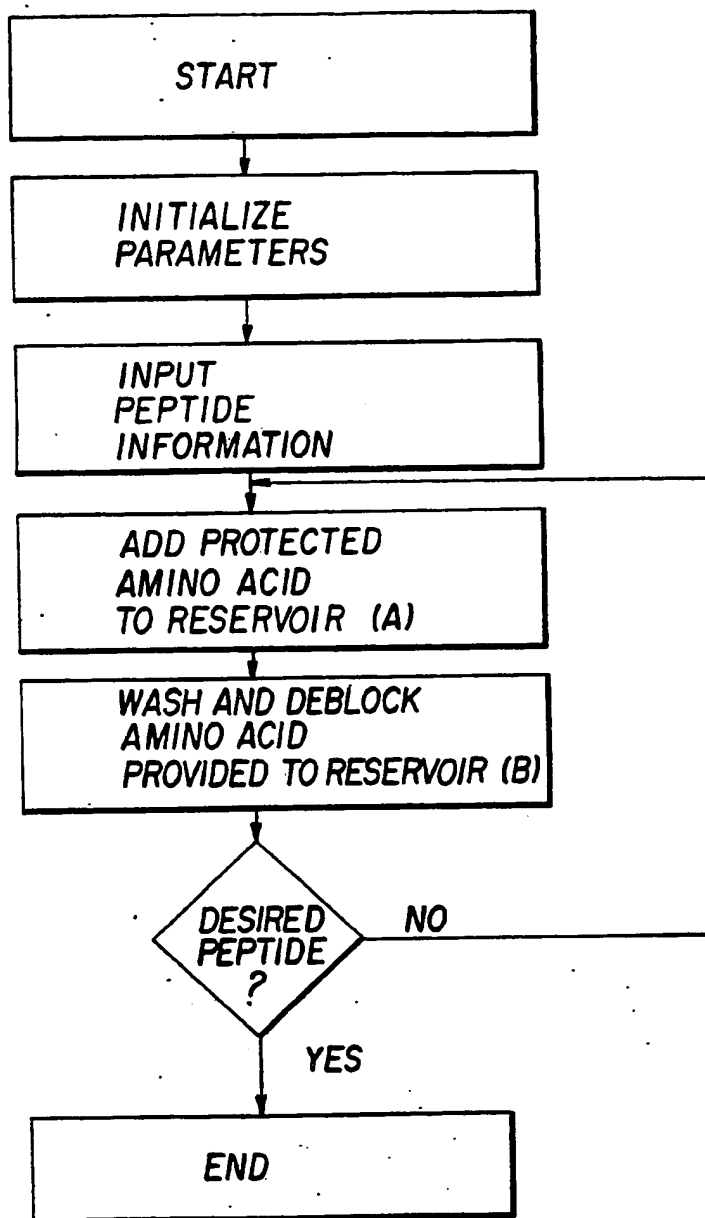 START
INITIALIZE
PARAMETERS
INPUT
PEPTIDE
INFORMATION
ADD PROTECTED
AMINO ACID
TO RESERVOIR (A)
WASH AND DEBLOCK
AMINO ACID
PROVIDED TO RESERVOIR (B)
DESIRED
PEPTIDE
?
NO
YES
END